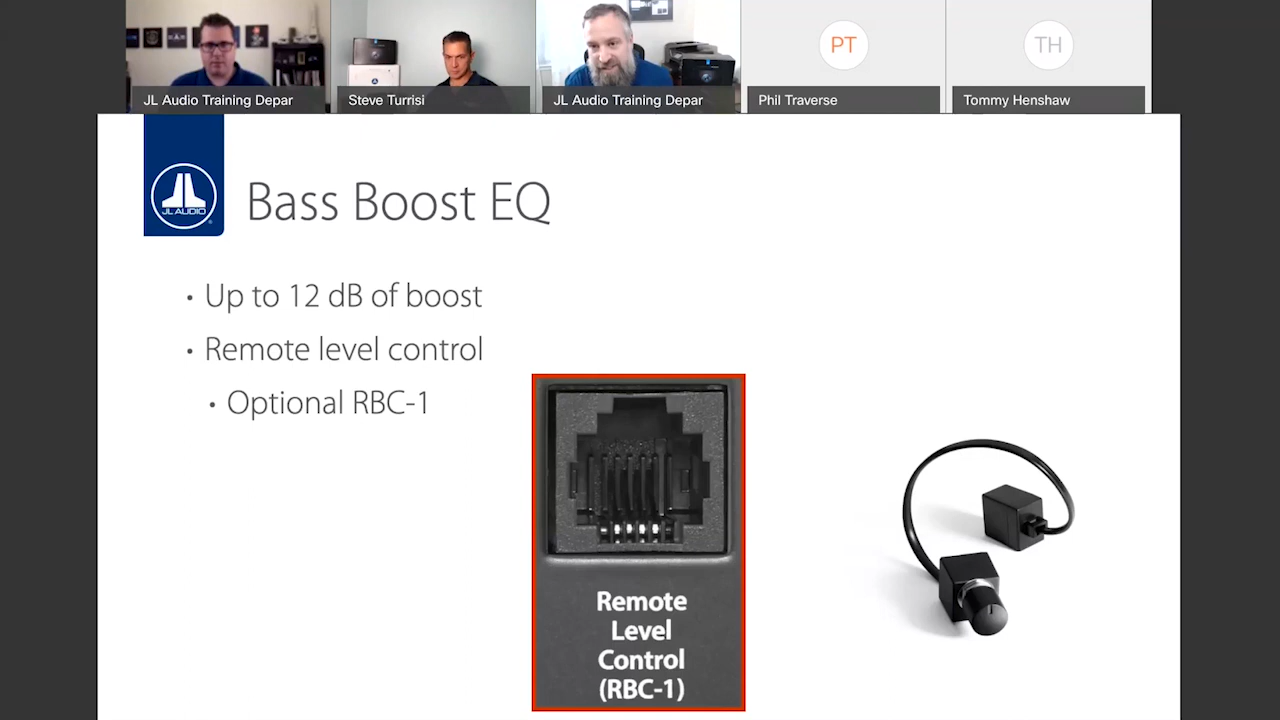 PT
TH
JL Audio Training Depar
Steve Turrisi
JL Audio Training Depar
Phil Traverse
Tommy Henshaw
JL AUDIO
Bass Boost EQ
• Up to 12 dB of boost
• Remote level control
• Optional RBC-1
Remote
Level
Control
(RBC-1)